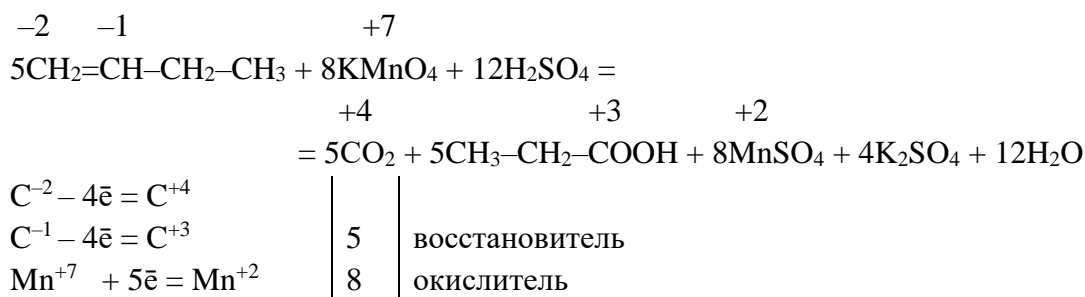 –2 –1 +7
5CH₂=CH–CH₂–CH₃ + 8KMnO₄ + 12H₂SO₄ =
+4 +3 +2
= 5CO₂ + 5CH₃–CH₂–COOH + 8MnSO₄ + 4K₂SO₄ + 12H₂O
C⁻² – 4ē = C⁺⁴
C⁻¹ – 4ē = C⁺³ 5 восстановитель
Mn⁺⁷ + 5ē = Mn⁺² 8 окислитель